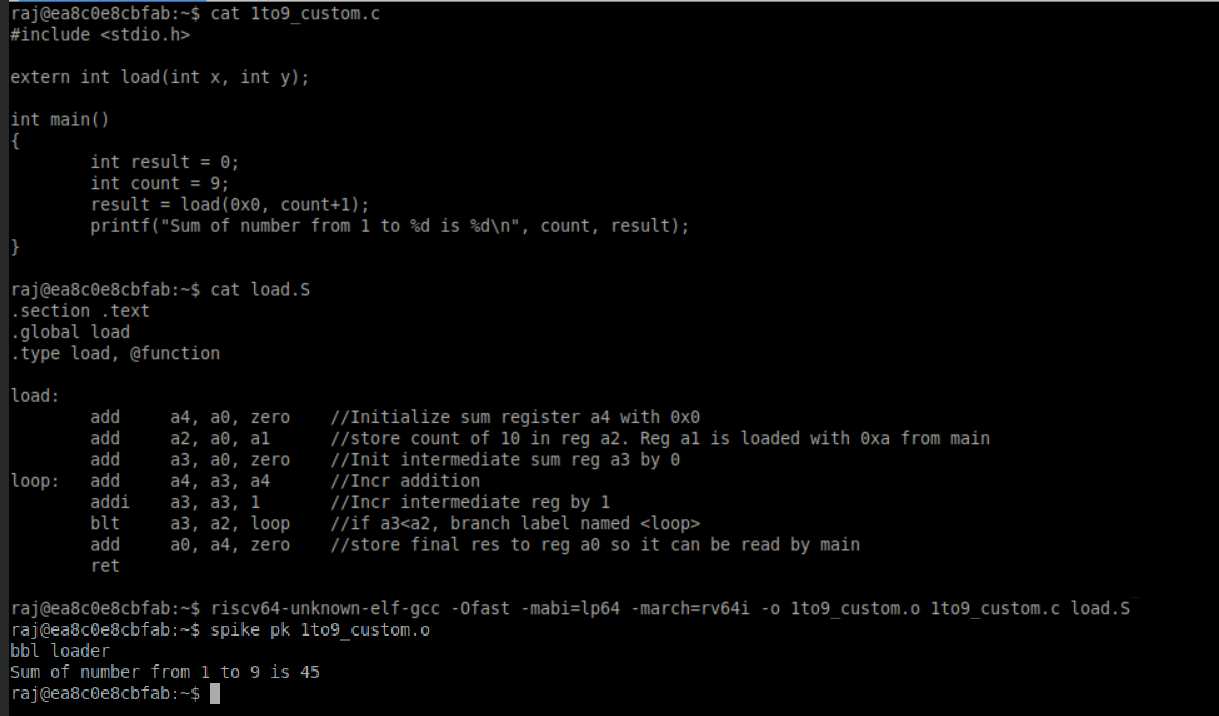 raj@ea8c0e8cbfab:~$ cat 1to9_custom.c
#include <stdio.h>
extern int load(int x, int y);
int main()
{
int result = 0;
int count = 9;
result = load(0x0, count+1);
printf("Sum of number from 1 to %d is %d\n", count, result);
}
raj@ea8c0e8cbfab:~$ cat load.S
.section .text
.global load
.type load, @function
load:
add a4, a0, zero //Initialize sum register a4 with 0x0
add a2, a0, a1 //store count of 10 in reg a2. Reg a1 is loaded with 0xa from main
add a3, a0, zero //Init intermediate sum reg a3 by 0
loop: add a4, a3, a4 //Incr addition
addi a3, a3, 1 //Incr intermediate reg by 1
blt a3, a2, loop //if a3<a2, branch label named <loop>
add a0, a4, zero //store final res to reg a0 so it can be read by main
ret
raj@ea8c0e8cbfab:~$ riscv64-unknown-elf-gcc -Ofast -mabi=lp64 -march=rv64i -o 1to9_custom.o 1to9_custom.c load.S
raj@ea8c0e8cbfab:~$ spike pk 1to9_custom.o
bbl loader
Sum of number from 1 to 9 is 45
raj@ea8c0e8cbfab:~$